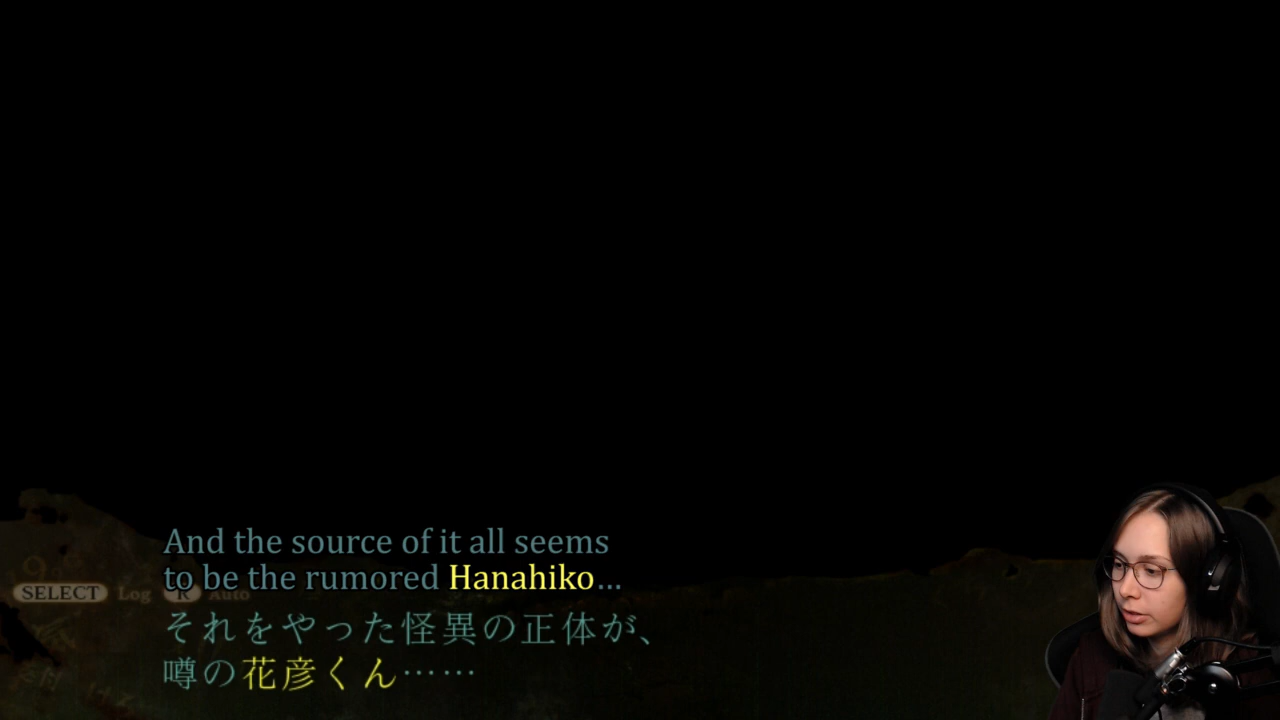 And the source of it all seems
to be the rumored Hanahiko...
SELECT Log R Auto
それをやった怪異の正体が、
噂の花彦くん……